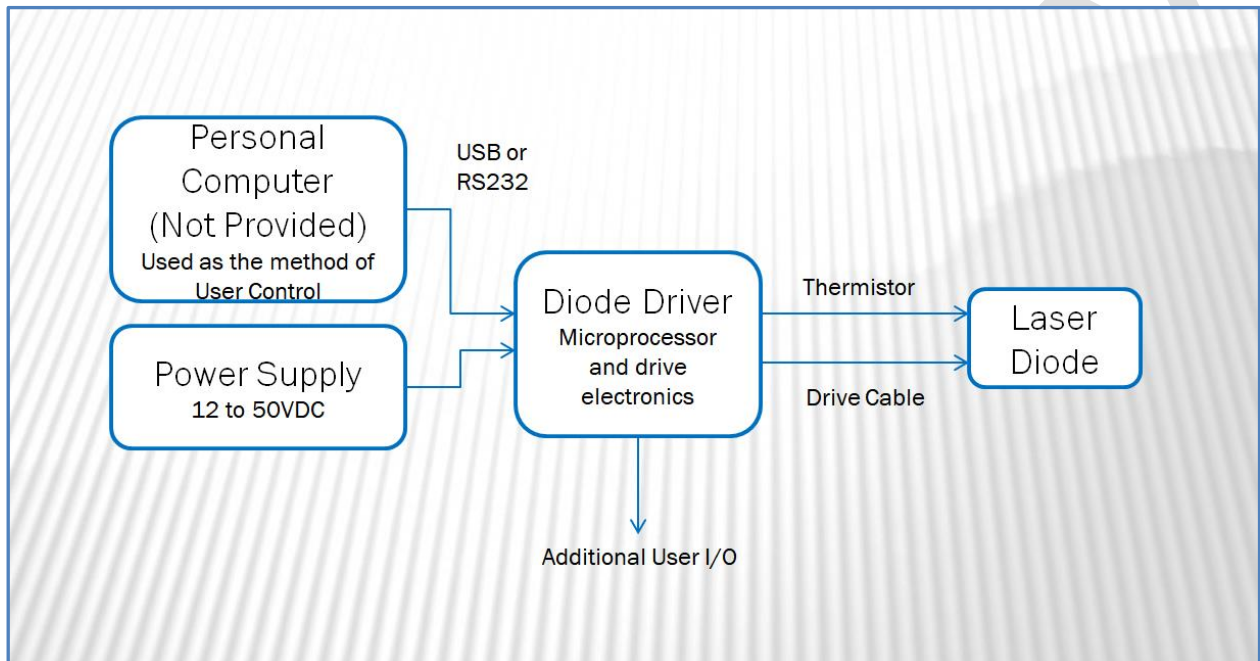 Personal
Computer
(Not Provided)
Used as the method of
User Control
USB or
RS232
Power Supply
12 to 50VDC
Diode Driver
Microprocessor
and drive
electronics
Thermistor
Drive Cable
Laser
Diode
Additional User I/O